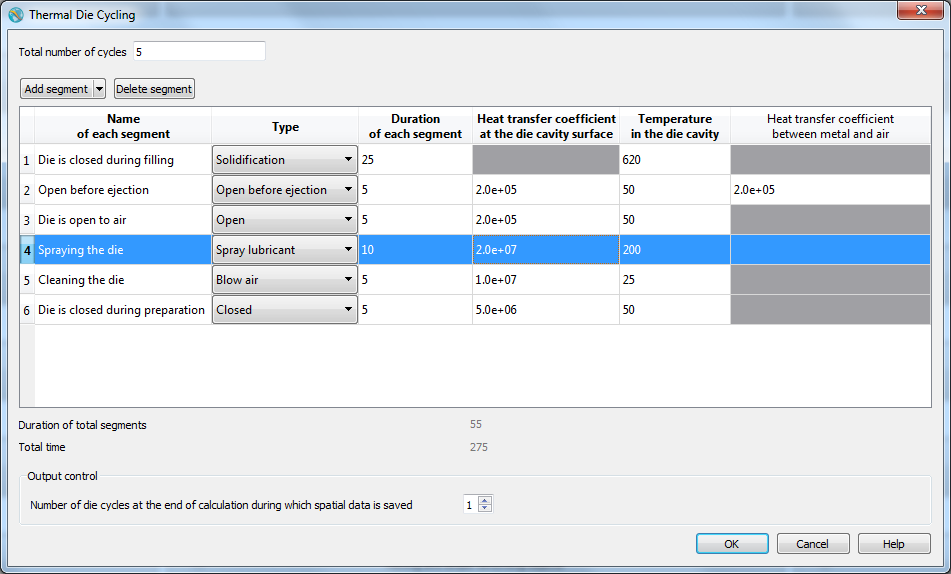 Thermal Die Cycling
Total number of cycles 5
Add segment Delete segment
Name of each segment Type Duration of each segment Heat transfer coefficient at the die cavity surface Temperature in the die cavity Heat transfer coefficient between metal and air
1 Die is closed during filling Solidification 25 620
2 Open before ejection Open before ejection 5 2.0e+05 50 2.0e+05
3 Die is open to air Open 5 2.0e+05 50
4 Spraying the die Spray lubricant 10 2.0e+07 200
5 Cleaning the die Blow air 5 1.0e+07 25
6 Die is closed during preparation Closed 5 5.0e+06 50
Duration of total segments 55
Total time 275
Output control
Number of die cycles at the end of calculation during which spatial data is saved 1
OK Cancel Help